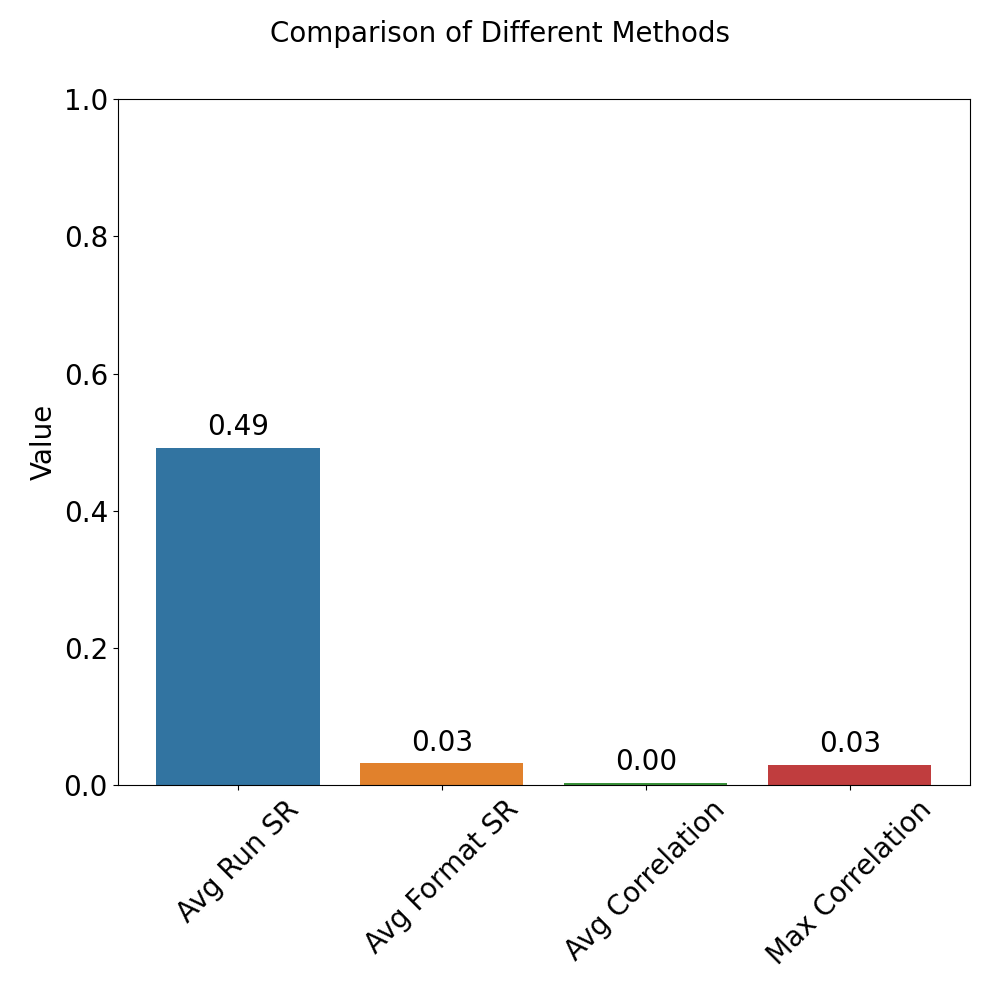 Comparison of Different Methods
1.0
0.8
0.6
0.4
0.2
0.0
Value
0.49
0.03
0.00
0.03
Avg Run SR
Avg Format SR
Avg Correlation
Max Correlation